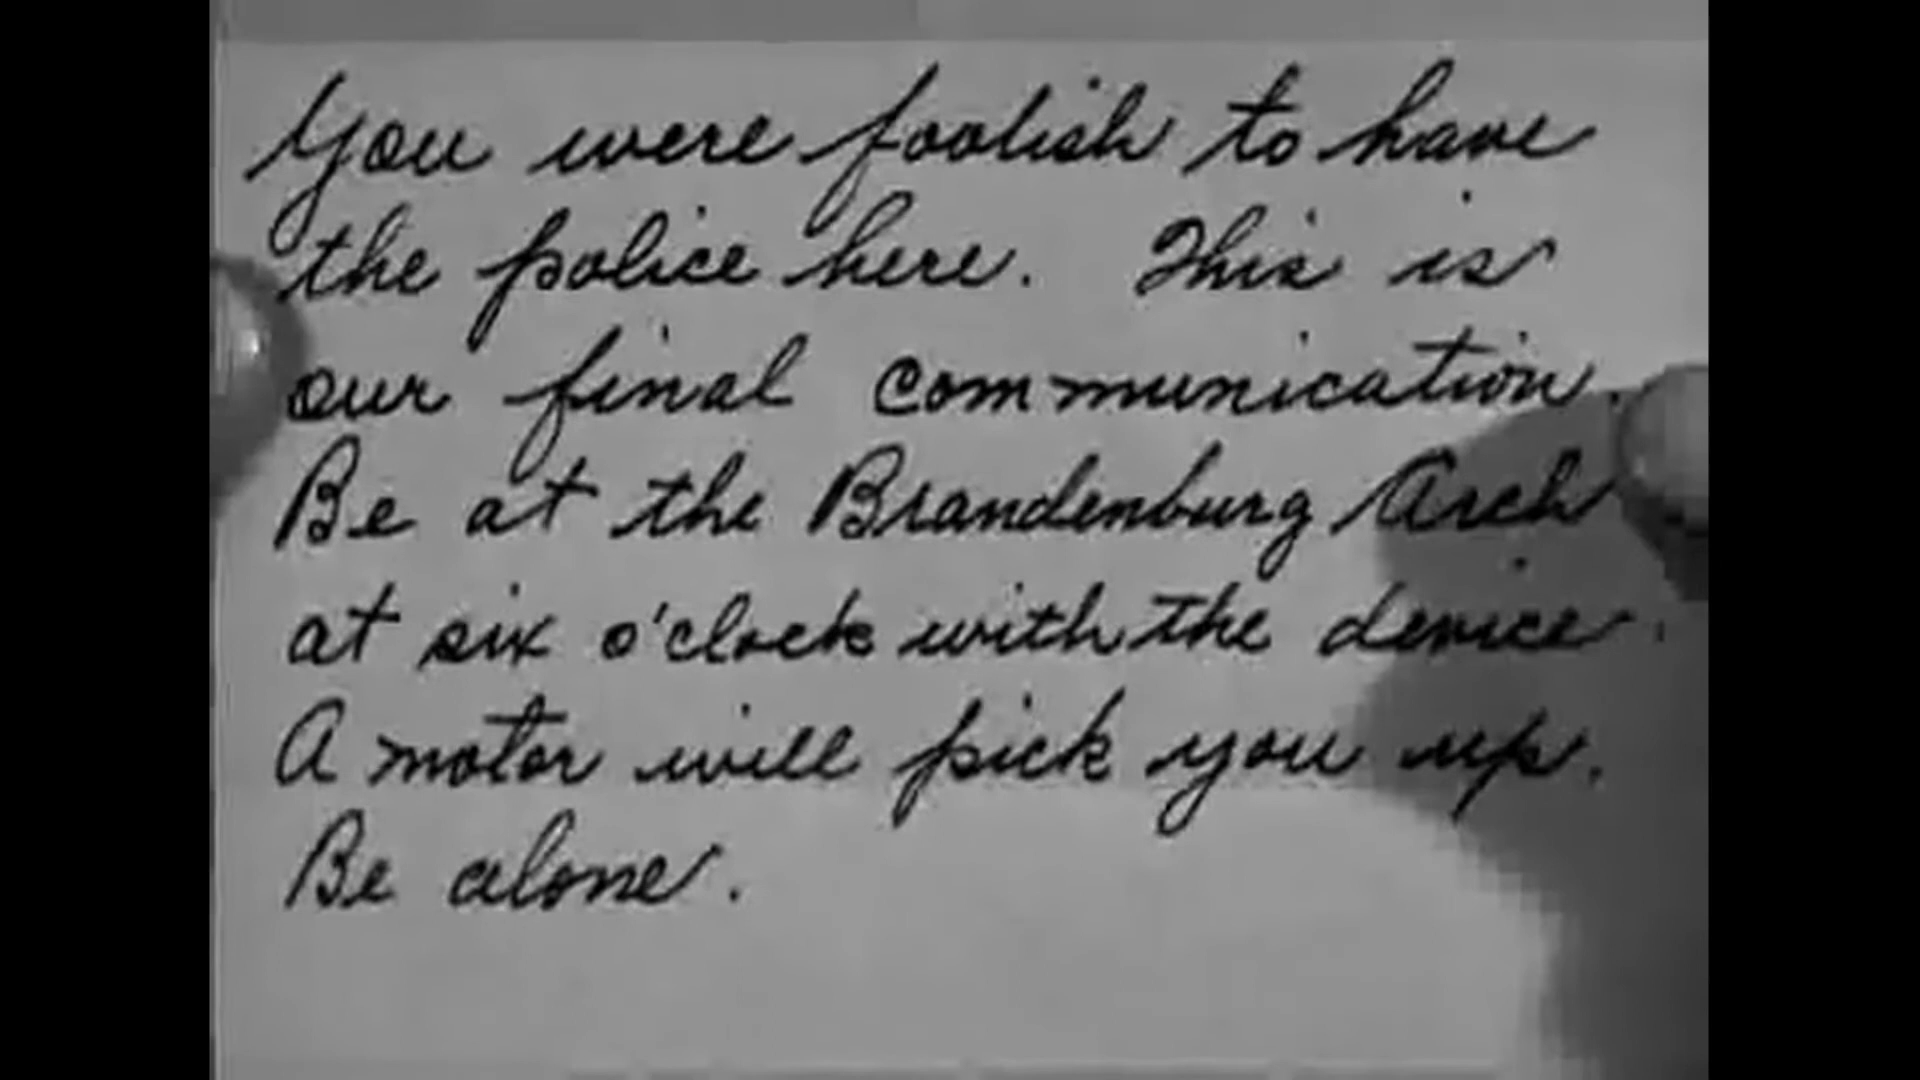 You were foolish to have
the police here. This is
our final communication.
Be at the Brandenburg Arch
at six o'clock with the device.
A motor will pick you up.
Be alone.